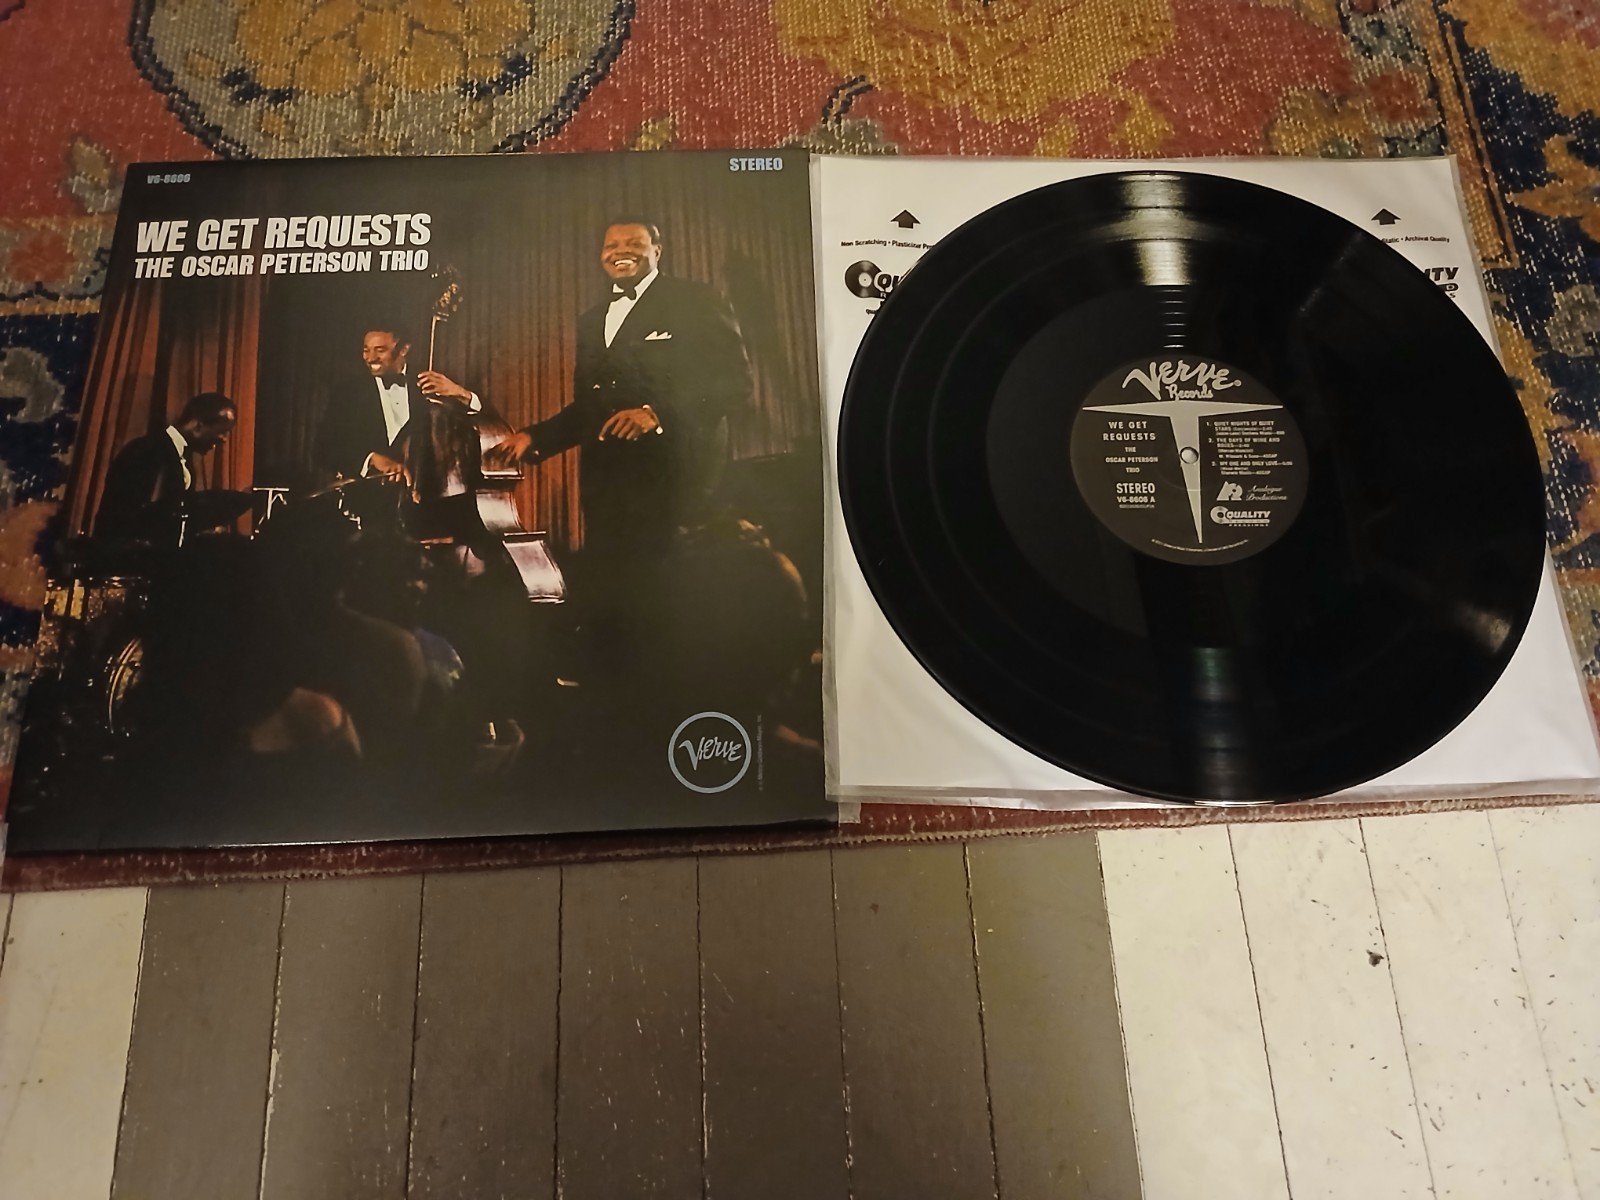 V6-8606
STEREO
WE GET REQUESTS
THE OSCAR PETERSON TRIO
Verve
Non Scratching • Plasticizer
Static • Archival Quality
Verve
Records
WE GET
REQUESTS
THE
OSCAR PETERSON
TRIO
STEREO
V6-8606 A
1. QUIET NIGHTS OF QUIET
STARS
2. THE DAYS OF WINE AND
ROSES
3. MY ONE AND ONLY LOVE
Analogue
Productions
QUALITY